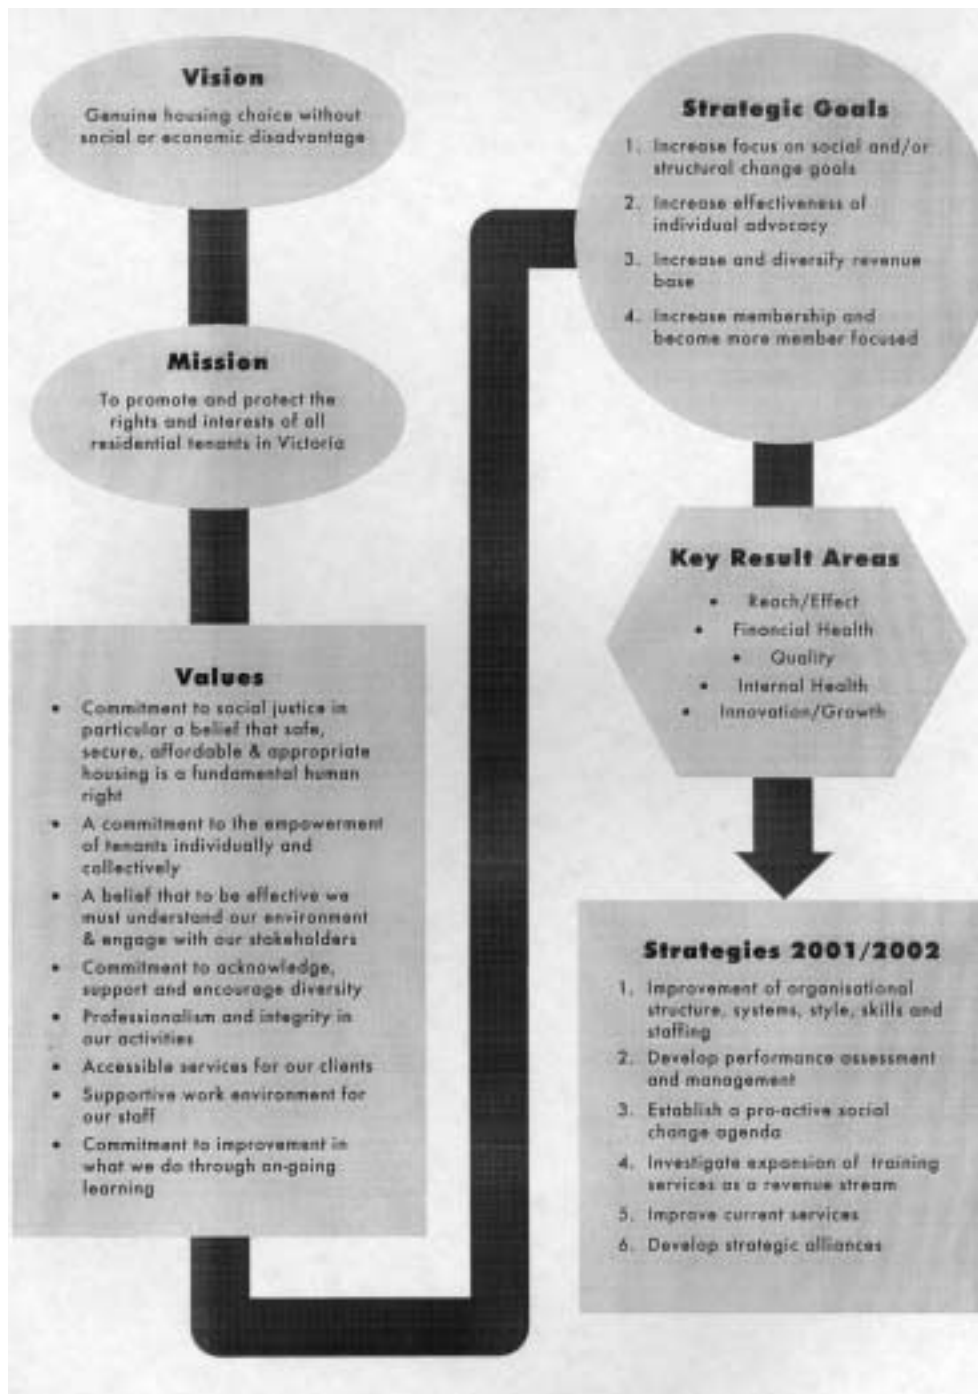 Vision
Genuine housing choice without
social or economic disadvantage
Mission
To promote and protect the
rights and interests of all
residential tenants in Victoria
Values
• Commitment to social justice in
particular a belief that safe,
secure, affordable & appropriate
housing is a fundamental human
right
• A commitment to the empowerment
of tenants individually and
collectively
• A belief that to be effective we
must understand our environment
& engage with our stakeholders
• Commitment to acknowledge,
support and encourage diversity
• Professionalism and integrity in
our activities
• Accessible services for our clients
• Supportive work environment for
our staff
• Commitment to improvement in
what we do through on-going
learning
Strategic Goals
1. Increase focus on social and/or
structural change goals
2. Increase effectiveness of
individual advocacy
3. Increase and diversify revenue
base
4. Increase membership and
become more member focused
Key Result Areas
• Reach/Effect
• Financial Health
• Quality
• Internal Health
• Innovation/Growth
Strategies 2001/2002
1. Improvement of organisational
structure, systems, style, skills and
staffing
2. Develop performance assessment
and management
3. Establish a pro-active social
change agenda
4. Investigate expansion of training
services as a revenue stream
5. Improve current services
6. Develop strategic alliances